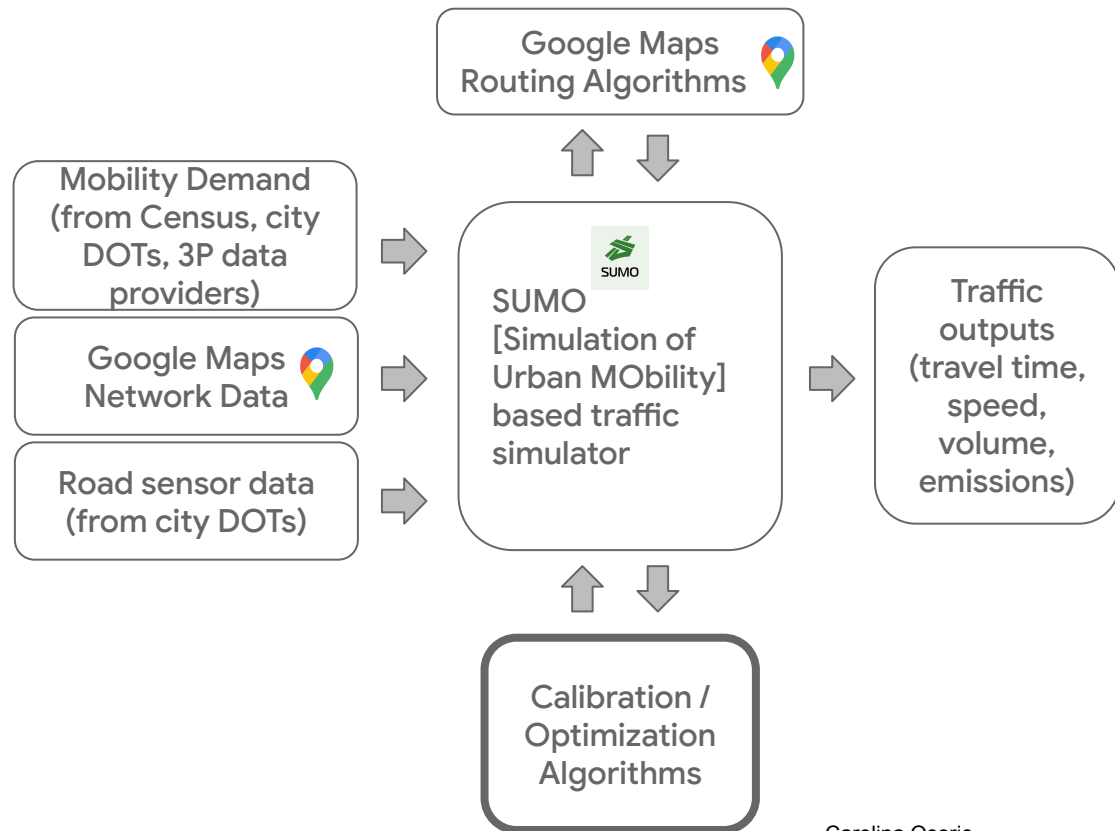 Google Maps
Routing Algorithms
Mobility Demand
(from Census, city
DOTs, 3P data
providers)
Google Maps
Network Data
Road sensor data
(from city DOTs)
SUMO
SUMO
[Simulation of
Urban MObility]
based traffic
simulator
Traffic
outputs
(travel time,
speed,
volume,
emissions)
Calibration /
Optimization
Algorithms
Carolina Osorio